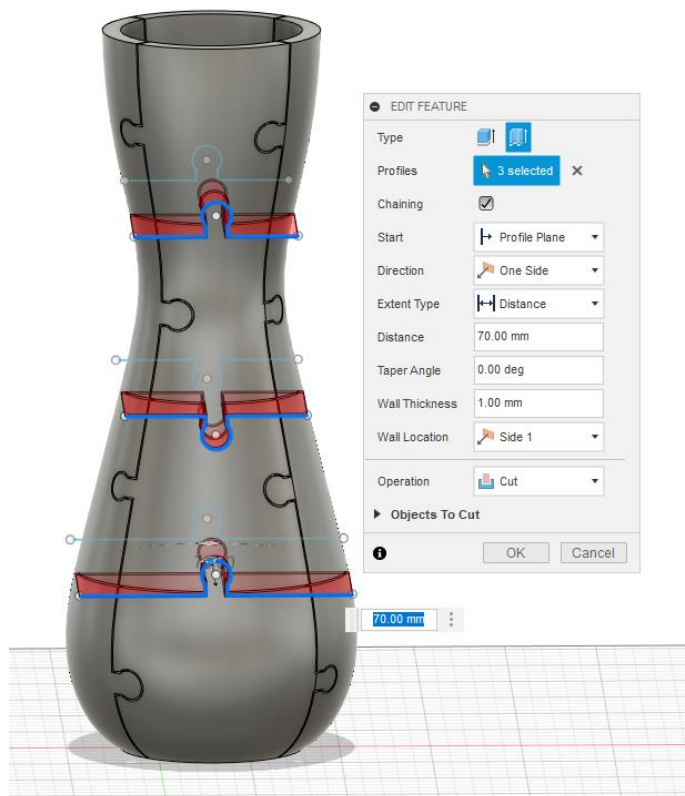 EDIT FEATURE
Type
Profiles 3 selected
Chaining
Start Profile Plane
Direction One Side
Extent Type Distance
Distance 70.00 mm
Taper Angle 0.00 deg
Wall Thickness 1.00 mm
Wall Location Side 1
Operation Cut
Objects To Cut
OK Cancel
70.00 mm